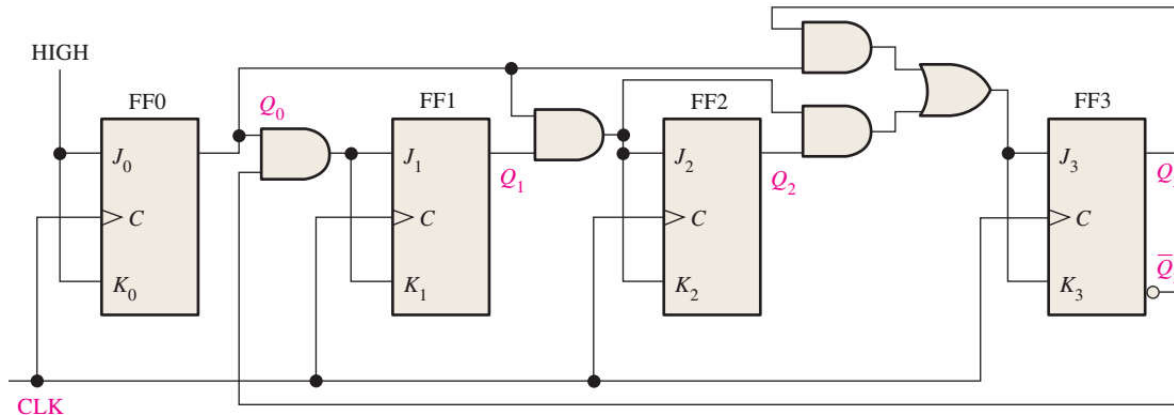 HIGH
FF0 FF1 FF2 FF3
Q0
J0 J1 J2 J3
Q1 Q2 Q
C C C C
K0 K1 K2 K3
Q̅
CLK